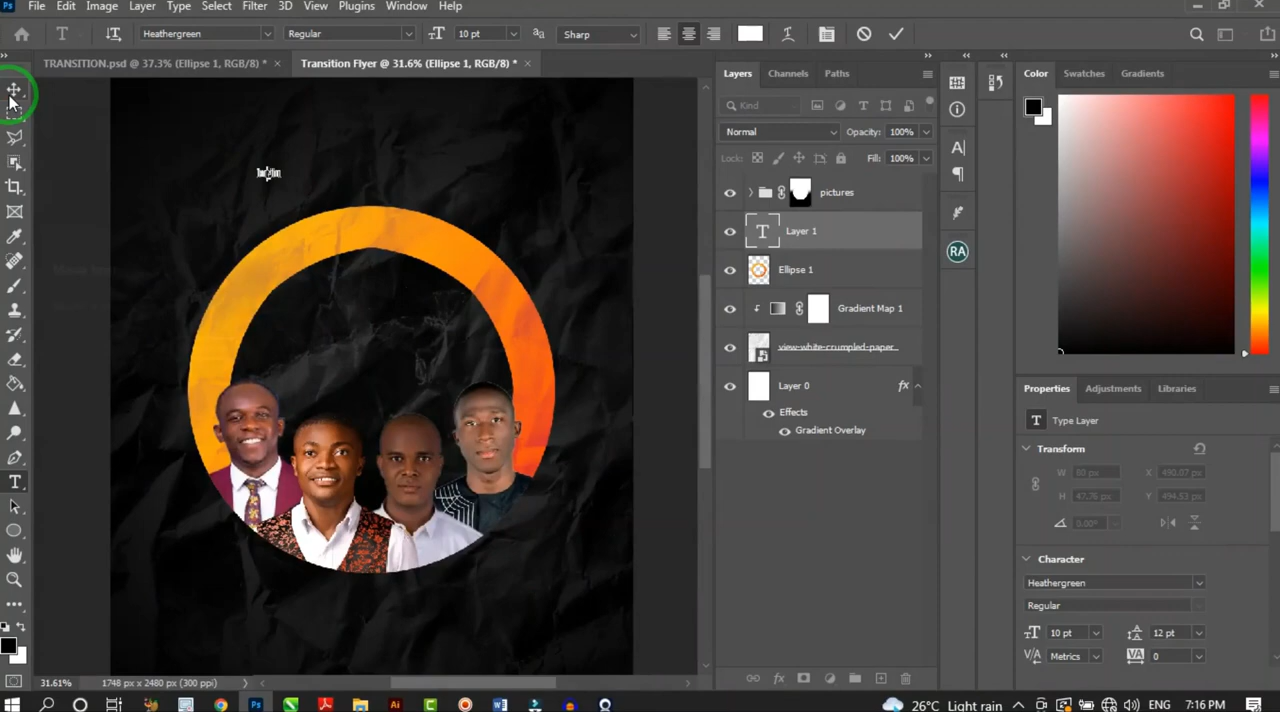 Ps File Edit Image Layer Type Select Filter 3D View Plugins Window Help
T Heathergreen Regular 10 pt aa Sharp
TRANSITION.psd @ 37.3% (Ellipse 1, RGB/8) * × Transition Flyer @ 31.6% (Ellipse 1, RGB/8) * ×
Layers Channels Paths
Color Swatches Gradients
Kind
Normal Opacity: 100%
Lock: Fill: 100%
pictures
T Layer 1
Ellipse 1
Gradient Map 1
view-white-crumpled-paper...
Layer 0 fx
Effects
Gradient Overlay
RA
Properties Adjustments Libraries
T Type Layer
Transform
W 80 px X 490.07 px
H 47.76 px Y 494.53 px
0.00°
Character
Heathergreen
Regular
10 pt 12 pt
Metrics 0
31.61% 1748 px x 2480 px (300 ppi)
26°C Light rain ENG 7:16 PM